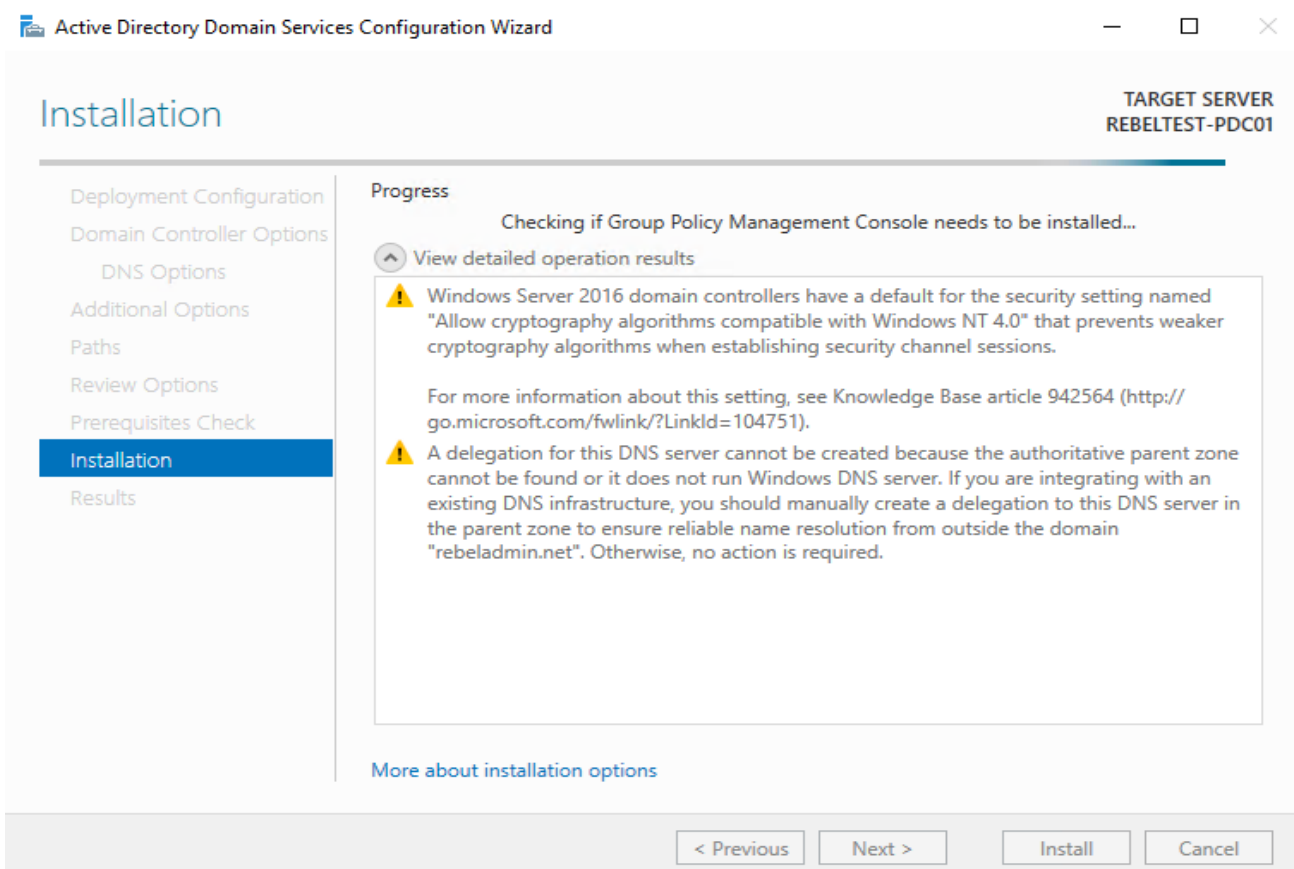 Active Directory Domain Services Configuration Wizard
Installation
TARGET SERVER
REBELTEST-PDC01
Deployment Configuration
Domain Controller Options
DNS Options
Additional Options
Paths
Review Options
Prerequisites Check
Installation
Results
Progress
Checking if Group Policy Management Console needs to be installed...
View detailed operation results
Windows Server 2016 domain controllers have a default for the security setting named
"Allow cryptography algorithms compatible with Windows NT 4.0" that prevents weaker
cryptography algorithms when establishing security channel sessions.
For more information about this setting, see Knowledge Base article 942564 (http://
go.microsoft.com/fwlink/?LinkId=104751).
A delegation for this DNS server cannot be created because the authoritative parent zone
cannot be found or it does not run Windows DNS server. If you are integrating with an
existing DNS infrastructure, you should manually create a delegation to this DNS server in
the parent zone to ensure reliable name resolution from outside the domain
"rebeladmin.net". Otherwise, no action is required.
More about installation options
< Previous
Next >
Install
Cancel